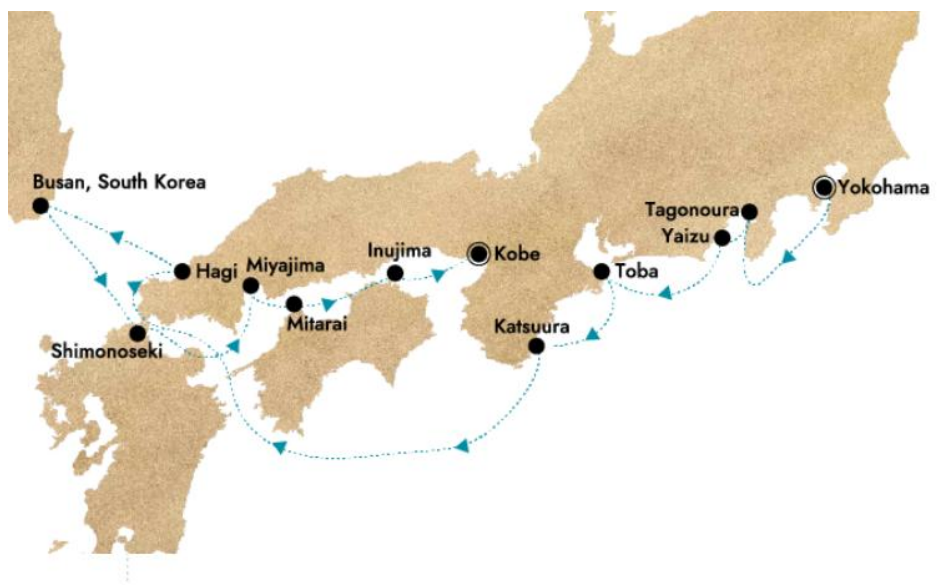 Busan, South Korea
Yokohama
Tagonoura
Yaizu
Inujima
Kobe
Hagi
Miyajima
Toba
Mitarai
Katsuura
Shimonoseki